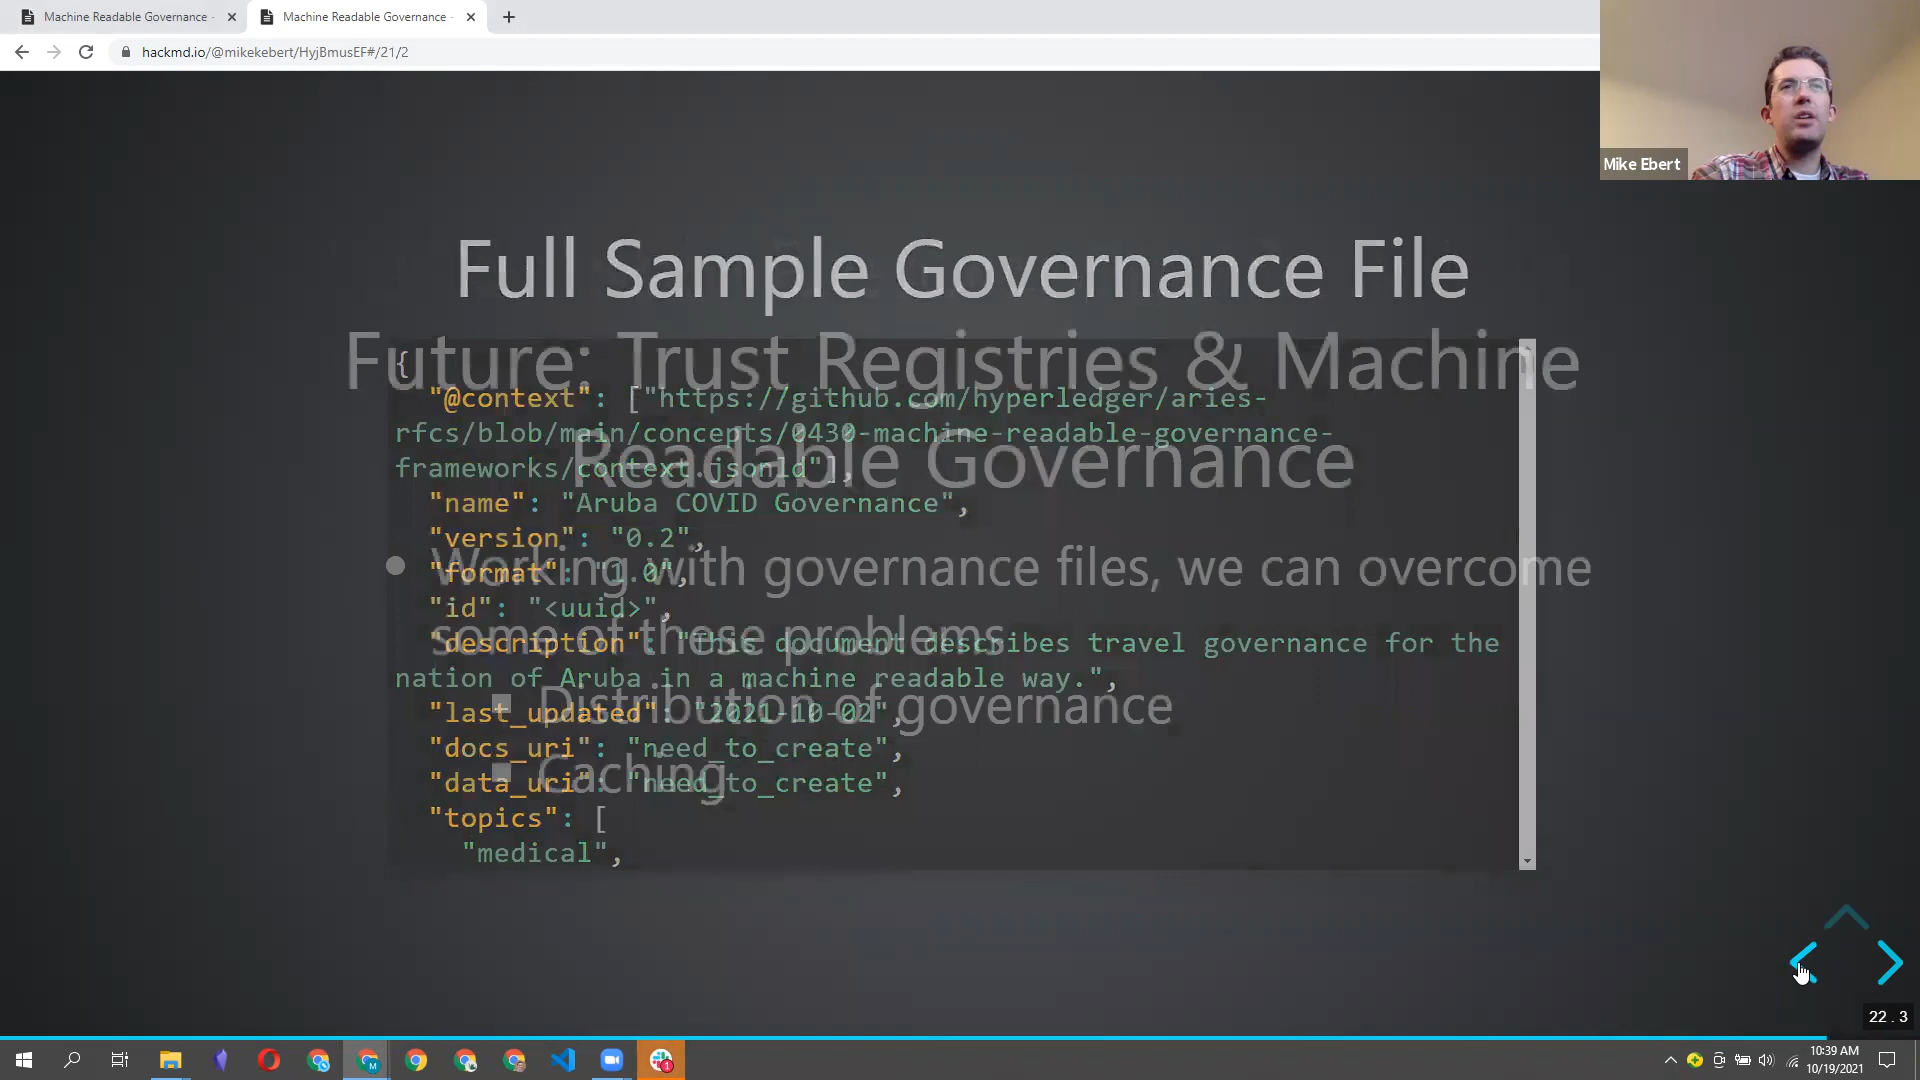 Machine Readable Governance -
Machine Readable Governance -
hackmd.io/@mikekebert/HyjBmusEF#/21/2
Mike Ebert
Full Sample Governance File
Future: Trust Registries & Machine
Readable Governance
{
"@context": ["https://github.com/hyperledger/aries-
rfcs/blob/main/concepts/0430-machine-readable-governance-
frameworks/context.jsonld"],
"name": "Aruba COVID Governance",
"version": "0.2",
"format": "1.0",
"id": "<uuid>",
"description": "This document describes travel governance for the
nation of Aruba in a machine readable way.",
"last_updated": "2021-10-02",
"docs_uri": "need_to_create",
"data_uri": "need_to_create",
"topics": [
"medical",
Working with governance files, we can overcome
some of these problems
Distribution of governance
Caching
22 . 3
10:39 AM
10/19/2021